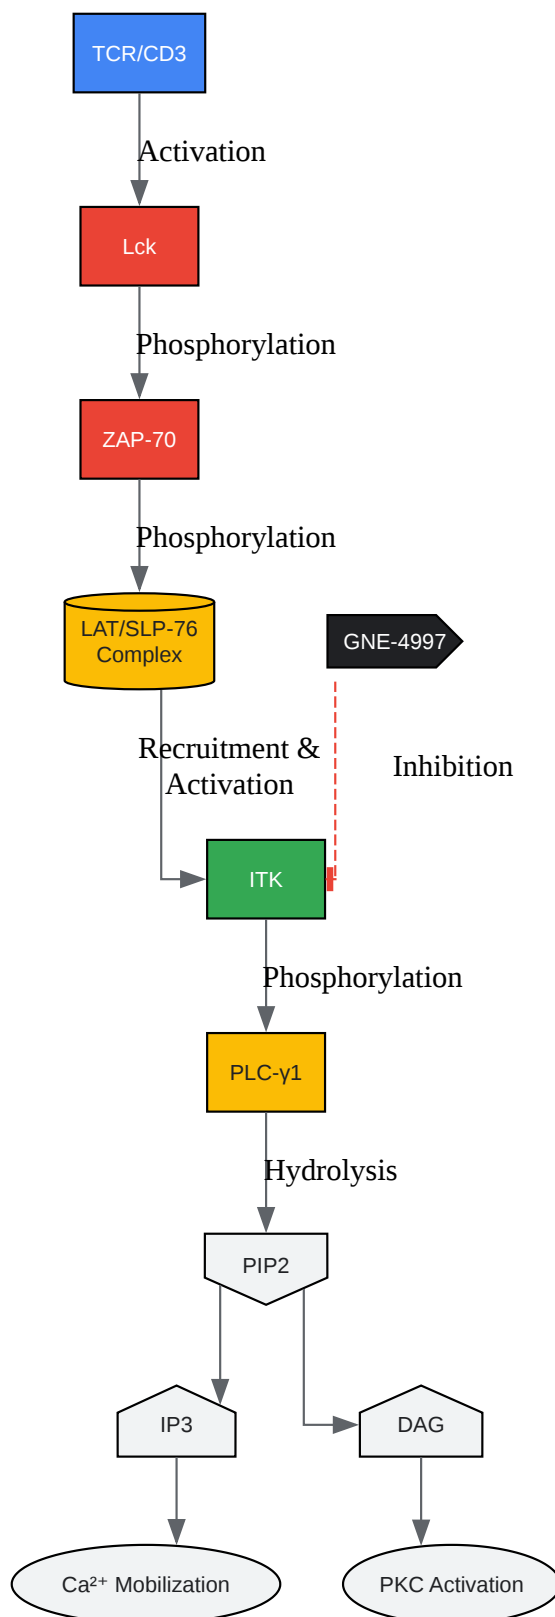 TCR/CD3
Activation
Lck
Phosphorylation
ZAP-70
Phosphorylation
LAT/SLP-76
Complex
GNE-4997
Recruitment &
Activation
Inhibition
ITK
Phosphorylation
PLC-γ1
Hydrolysis
PIP2
IP3
DAG
Ca²⁺ Mobilization
PKC Activation